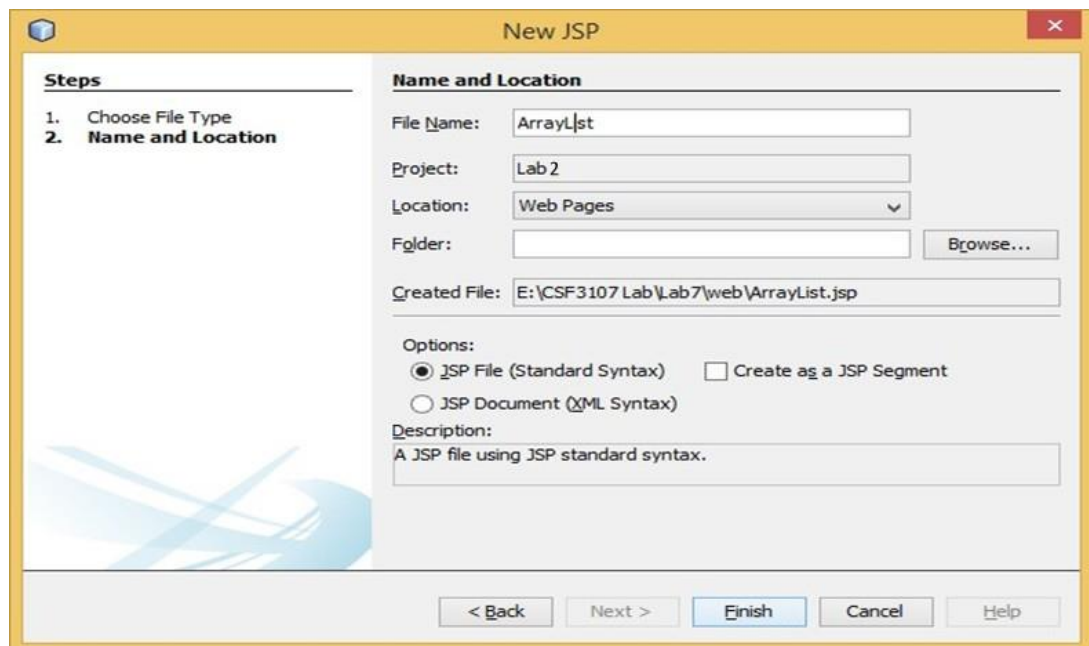 New JSP
Steps
1. Choose File Type
2. Name and Location
Name and Location
File Name: ArrayList
Project: Lab 2
Location: Web Pages
Folder: Browse...
Created File: E:\CSF3107 Lab\Lab7\web\ArrayList.jsp
Options:
JSP File (Standard Syntax) Create as a JSP Segment
JSP Document (XML Syntax)
Description:
A JSP file using JSP standard syntax.
< Back Next > Finish Cancel Help